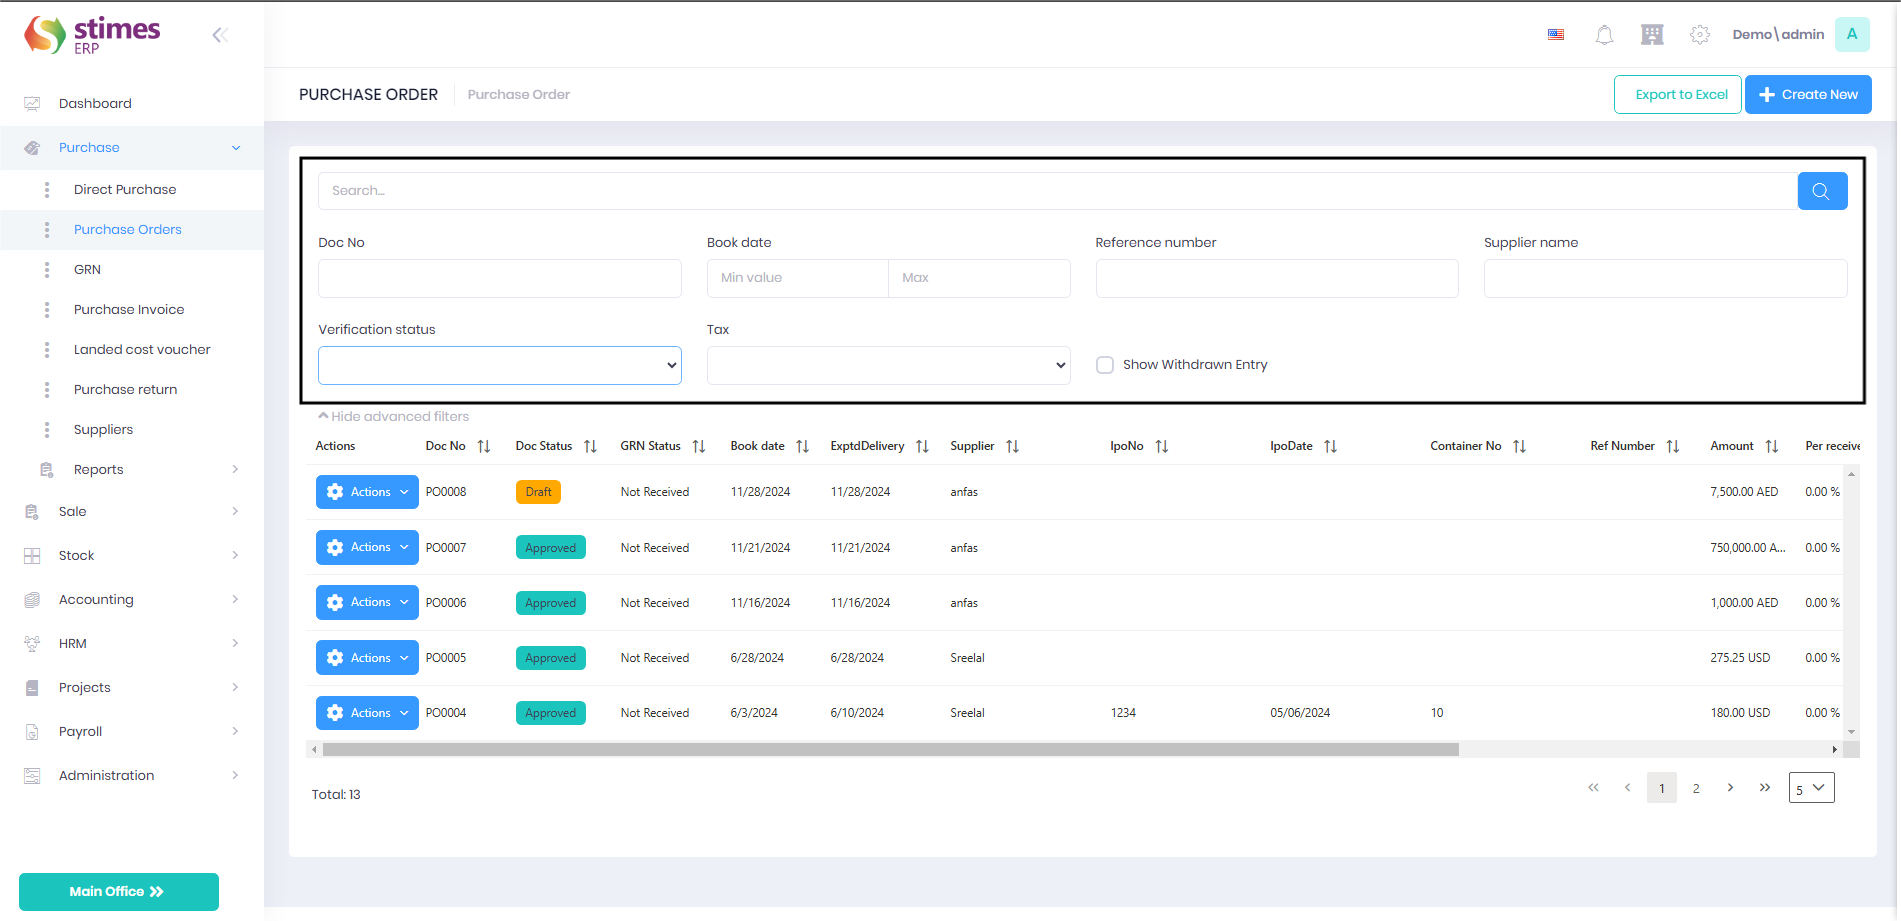 stimes
ERP
Demo\admin
A
Dashboard
Purchase
Direct Purchase
Purchase Orders
GRN
Purchase Invoice
Landed cost voucher
Purchase return
Suppliers
Reports
Sale
Stock
Accounting
HRM
Projects
Payroll
Administration
Main Office
PURCHASE ORDER Purchase Order
Export to Excel
Create New
Search...
Doc No
Book date
Reference number
Supplier name
Min value
Max
Verification status
Tax
Show Withdrawn Entry
Hide advanced filters
Actions Doc No Doc Status GRN Status Book date ExptdDelivery Supplier IpoNo IpoDate Container No Ref Number Amount Per receive
Actions PO0008 Draft Not Received 11/28/2024 11/28/2024 anfas 7,500.00 AED 0.00 %
Actions PO0007 Approved Not Received 11/21/2024 11/21/2024 anfas 750,000.00 A... 0.00 %
Actions PO0006 Approved Not Received 11/16/2024 11/16/2024 anfas 1,000.00 AED 0.00 %
Actions PO0005 Approved Not Received 6/28/2024 6/28/2024 Sreelal 275.25 USD 0.00 %
Actions PO0004 Approved Not Received 6/3/2024 6/10/2024 Sreelal 1234 05/06/2024 10 180.00 USD 0.00 %
Total: 13
1 2 5